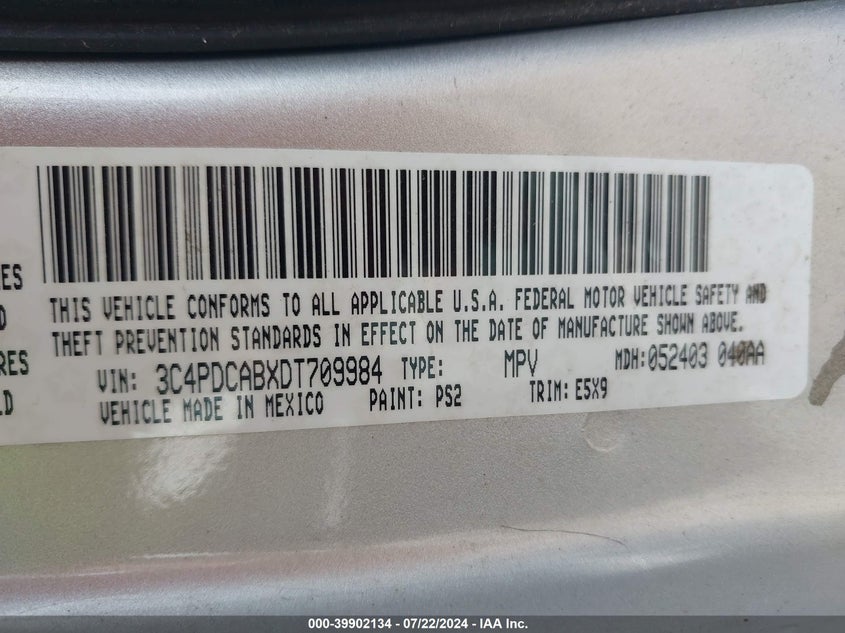 ES
THIS VEHICLE CONFORMS TO ALL APPLICABLE U.S.A. FEDERAL MOTOR VEHICLE SAFETY AND
D
THEFT PREVENTION STANDARDS IN EFFECT ON THE DATE OF MANUFACTURE SHOWN ABOVE.
RES
VIN: 3C4PDCABXDT709984 TYPE: MPV MDH:052403 040AA
LD
VEHICLE MADE IN MEXICO PAINT: PS2 TRIM: E5X9
000-39902134 - 07/22/2024 - IAA Inc.